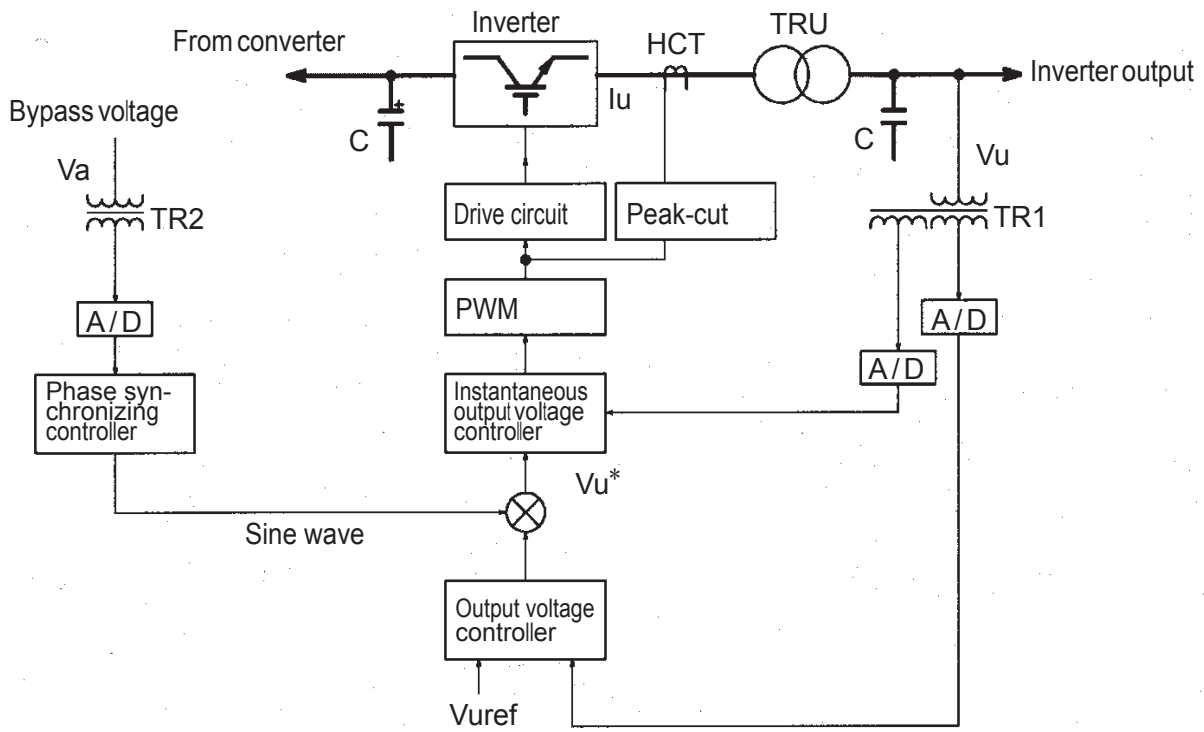 Inverter
TRU
From converter
HCT
Inverter output
Iu
+
C
C
Bypass voltage
Va
Vu
TR2
Drive circuit
Peak-cut
TR1
PWM
A/D
A/D
A/D
Phase syn-
chronizing
controller
Instantaneous
output voltage
controller
Vu*
Sine wave
Output voltage
controller
Vuref